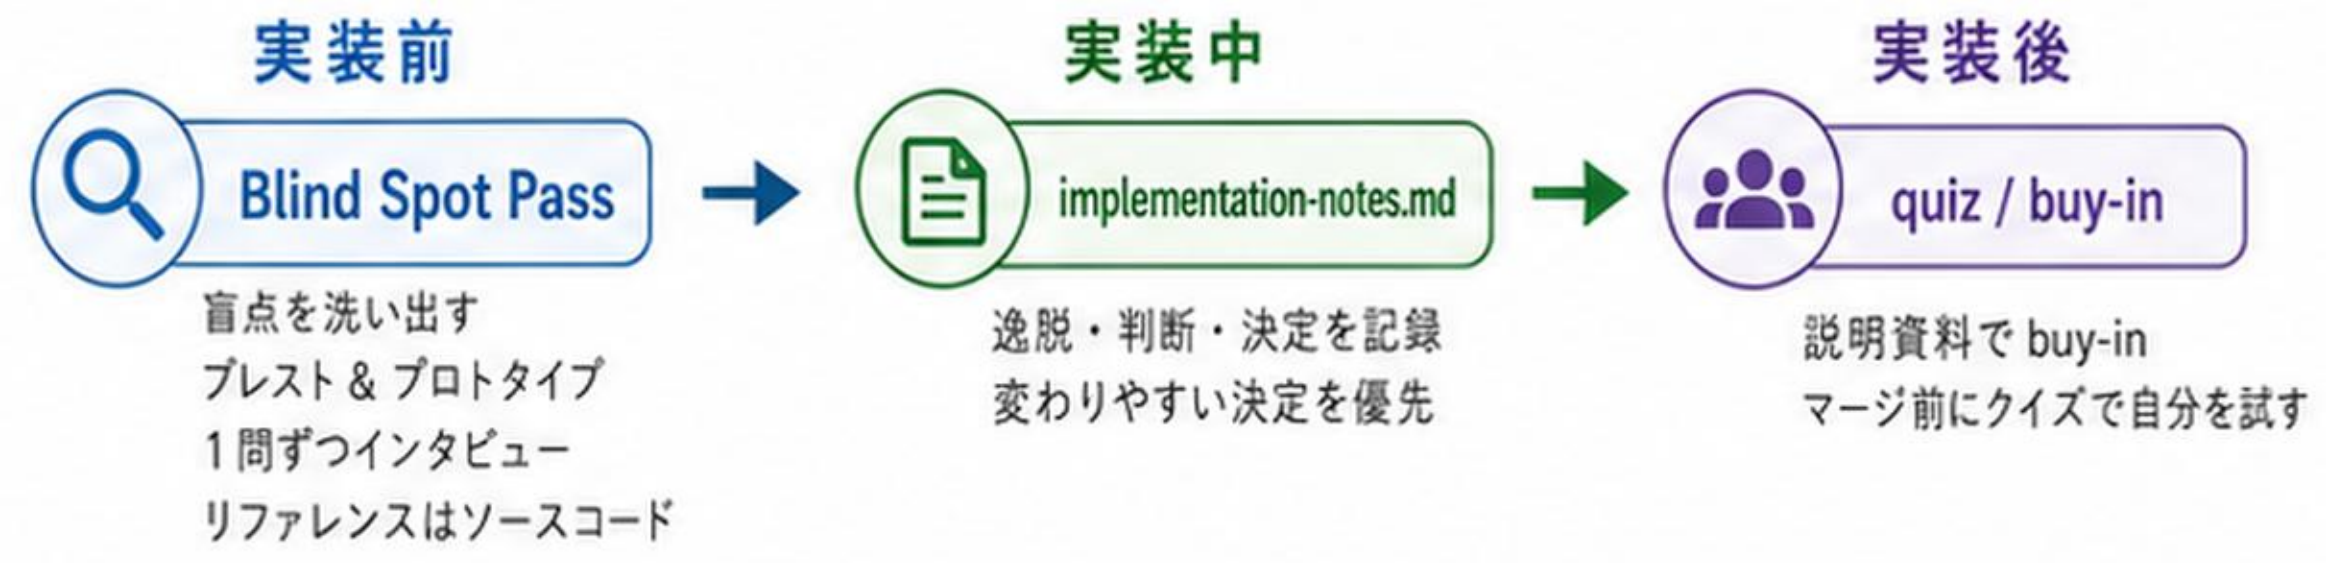 実装前
Blind Spot Pass
盲点を洗い出す
ブレスト & プロトタイプ
1 問ずつインタビュー
リファレンスはソースコード
実装中
implementation-notes.md
逸脱・判断・決定を記録
変わりやすい決定を優先
実装後
quiz / buy-in
説明資料で buy-in
マージ前にクイズで自分を試す